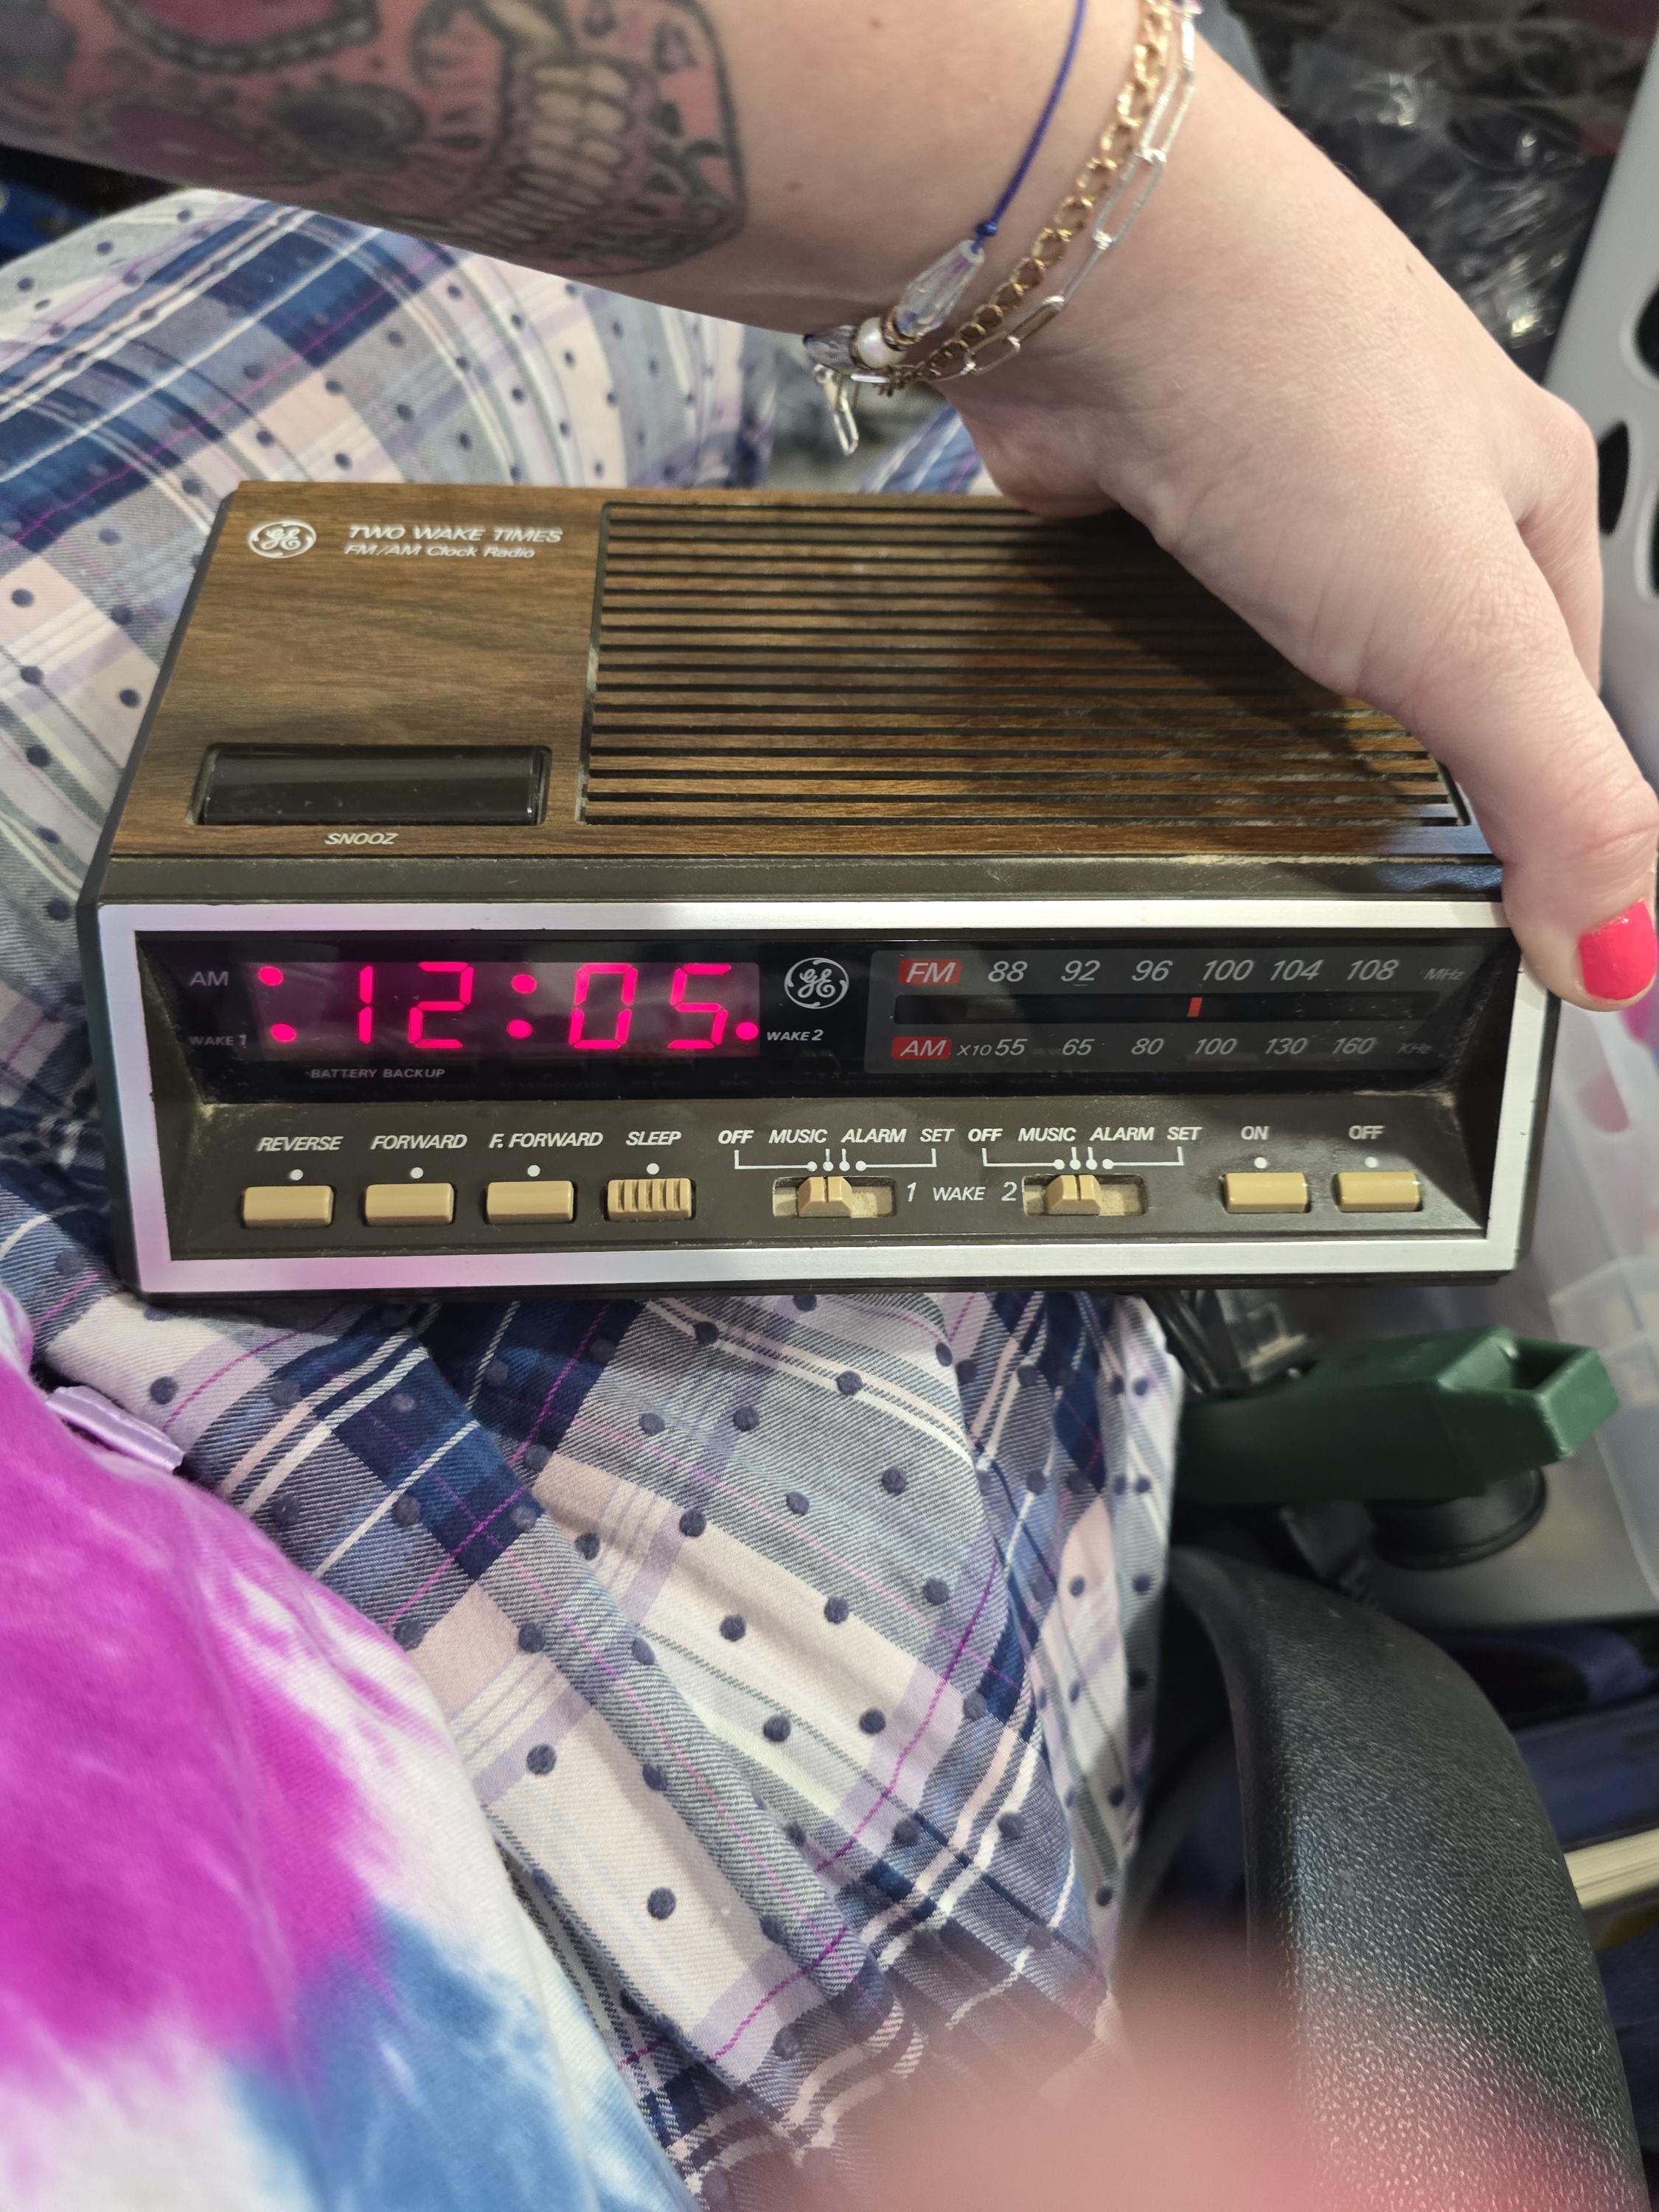 GE TWO WAKE TIMES
FM/AM Clock Radio
SNOOZ
AM 12:05 GE FM 88 92 96 100 104 108 MHz
WAKE 1 WAKE 2 AM X10 55 65 80 100 130 160 KHz
BATTERY BACKUP
REVERSE FORWARD F. FORWARD SLEEP OFF MUSIC ALARM SET OFF MUSIC ALARM SET ON OFF
1 WAKE 2